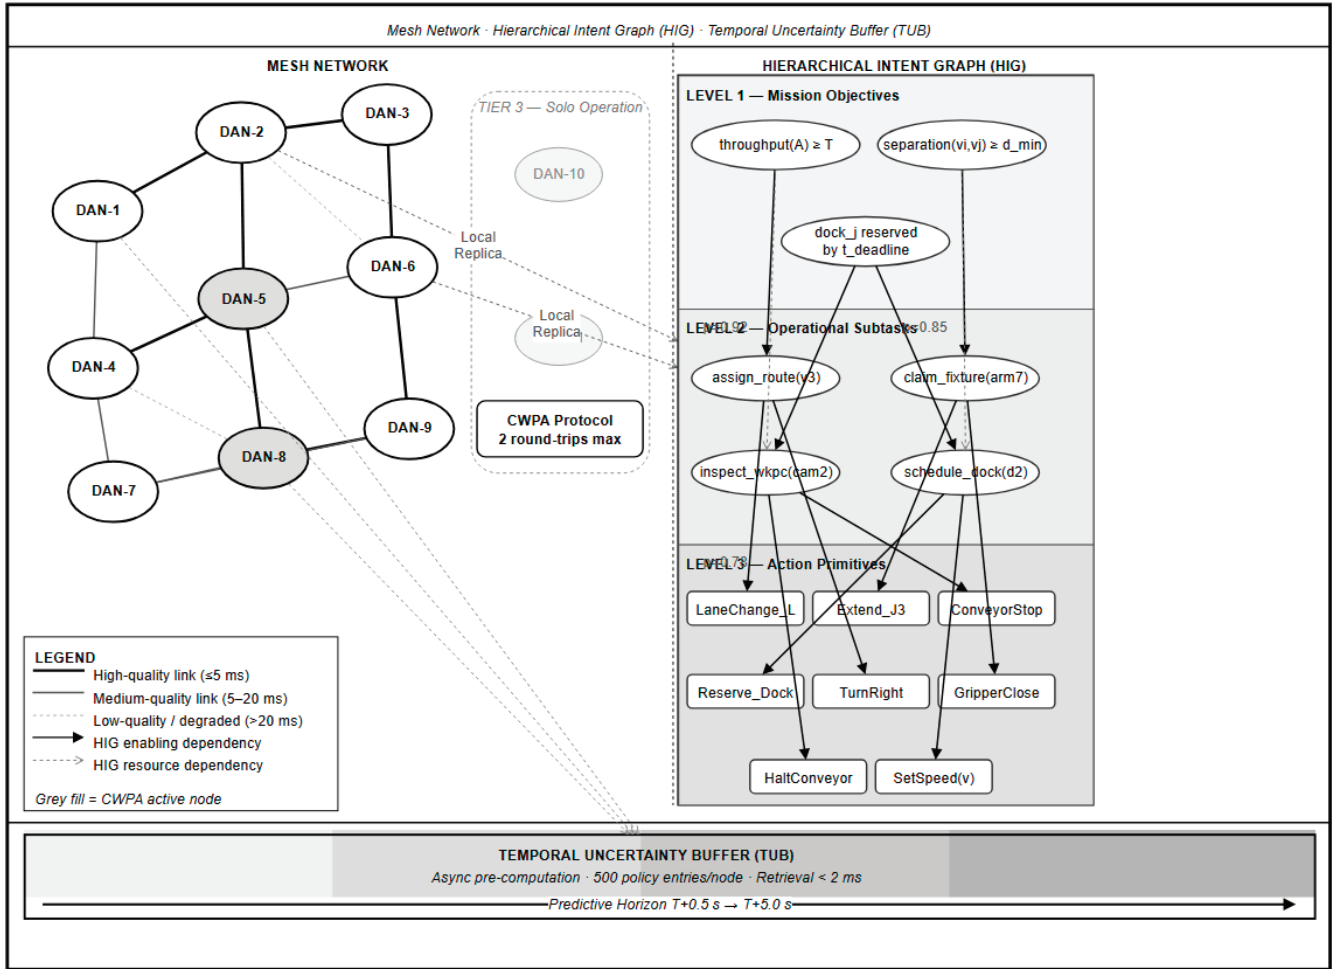 Mesh Network · Hierarchical Intent Graph (HIG) · Temporal Uncertainty Buffer (TUB)
MESH NETWORK
DAN-1
DAN-2
DAN-3
DAN-4
DAN-5
DAN-6
DAN-7
DAN-8
DAN-9
TIER 3 — Solo Operation
DAN-10
Local
Replica
Local
Replica
CWPA Protocol
2 round-trips max
HIERARCHICAL INTENT GRAPH (HIG)
LEVEL 1 — Mission Objectives
throughput(A) ≥ T
separation(vi,vj) ≥ d_min
dock_j reserved
by t_deadline
LEVEL 2 — Operational Subtasks
0.92
0.85
assign_route(v3)
claim_fixture(arm7)
inspect_wkpc(cam2)
schedule_dock(d2)
LEVEL 3 — Action Primitives
0.78
LaneChange_L
Extend_J3
ConveyorStop
Reserve_Dock
TurnRight
GripperClose
HaltConveyor
SetSpeed(v)
LEGEND
High-quality link (≤5 ms)
Medium-quality link (5–20 ms)
Low-quality / degraded (>20 ms)
HIG enabling dependency
HIG resource dependency
Grey fill = CWPA active node
TEMPORAL UNCERTAINTY BUFFER (TUB)
Async pre-computation · 500 policy entries/node · Retrieval < 2 ms
Predictive Horizon T+0.5 s → T+5.0 s